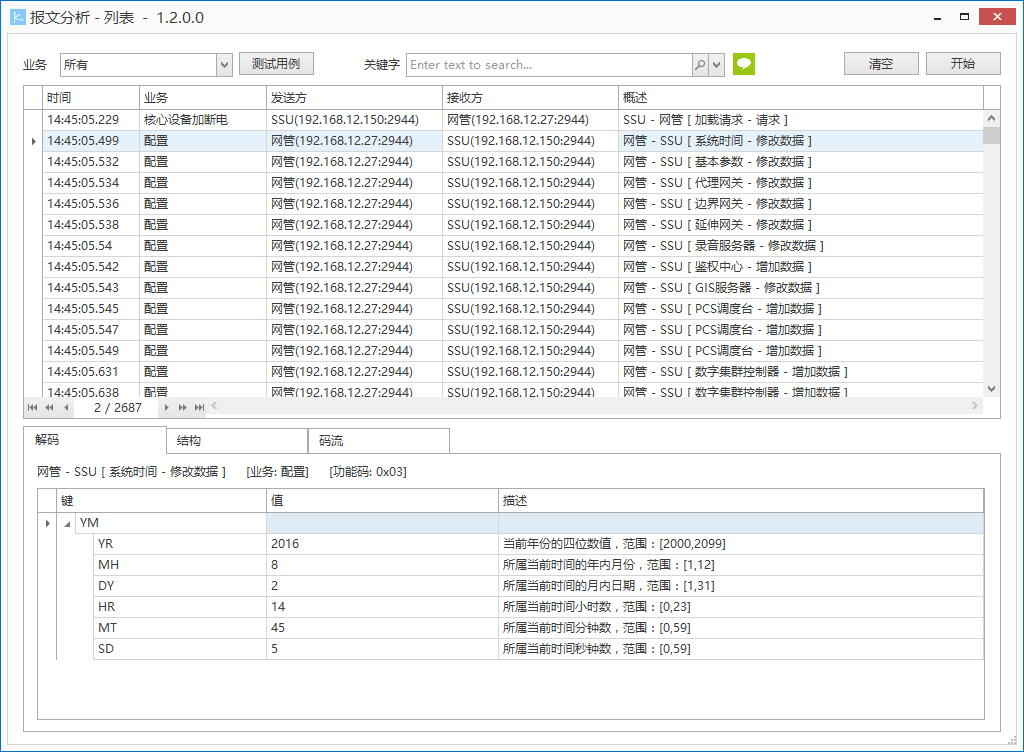 报文分析 - 列表 - 1.2.0.0
业务 所有 测试用例 关键字 Enter text to search... 清空 开始
时间 业务 发送方 接收方 概述
14:45:05.229 核心设备加断电 SSU(192.168.12.150:2944) 网管(192.168.12.27:2944) SSU - 网管 [ 加载请求 - 请求 ]
14:45:05.499 配置 网管(192.168.12.27:2944) SSU(192.168.12.150:2944) 网管 - SSU [ 系统时间 - 修改数据 ]
14:45:05.532 配置 网管(192.168.12.27:2944) SSU(192.168.12.150:2944) 网管 - SSU [ 基本参数 - 修改数据 ]
14:45:05.534 配置 网管(192.168.12.27:2944) SSU(192.168.12.150:2944) 网管 - SSU [ 代理网关 - 修改数据 ]
14:45:05.536 配置 网管(192.168.12.27:2944) SSU(192.168.12.150:2944) 网管 - SSU [ 边界网关 - 修改数据 ]
14:45:05.538 配置 网管(192.168.12.27:2944) SSU(192.168.12.150:2944) 网管 - SSU [ 延伸网关 - 修改数据 ]
14:45:05.54 配置 网管(192.168.12.27:2944) SSU(192.168.12.150:2944) 网管 - SSU [ 录音服务器 - 修改数据 ]
14:45:05.542 配置 网管(192.168.12.27:2944) SSU(192.168.12.150:2944) 网管 - SSU [ 鉴权中心 - 增加数据 ]
14:45:05.543 配置 网管(192.168.12.27:2944) SSU(192.168.12.150:2944) 网管 - SSU [ GIS服务器 - 修改数据 ]
14:45:05.545 配置 网管(192.168.12.27:2944) SSU(192.168.12.150:2944) 网管 - SSU [ PCS调度台 - 增加数据 ]
14:45:05.547 配置 网管(192.168.12.27:2944) SSU(192.168.12.150:2944) 网管 - SSU [ PCS调度台 - 增加数据 ]
14:45:05.549 配置 网管(192.168.12.27:2944) SSU(192.168.12.150:2944) 网管 - SSU [ PCS调度台 - 增加数据 ]
14:45:05.631 配置 网管(192.168.12.27:2944) SSU(192.168.12.150:2944) 网管 - SSU [ 数字集群控制器 - 增加数据 ]
14:45:05.638 配置 网管(192.168.12.27:2944) SSU(192.168.12.150:2944) 网管 - SSU [ 数字集群控制器 - 增加数据 ]
2 / 2687
解码 结构 码流
网管 - SSU [ 系统时间 - 修改数据 ] [业务: 配置] [功能码: 0x03]
键 值 描述
YM
YR 2016 当前年份的四位数值，范围：[2000,2099]
MH 8 所属当前时间的年内月份，范围：[1,12]
DY 2 所属当前时间的月内日期，范围：[1,31]
HR 14 所属当前时间小时数，范围：[0,23]
MT 45 所属当前时间分钟数，范围：[0,59]
SD 5 所属当前时间秒钟数，范围：[0,59]